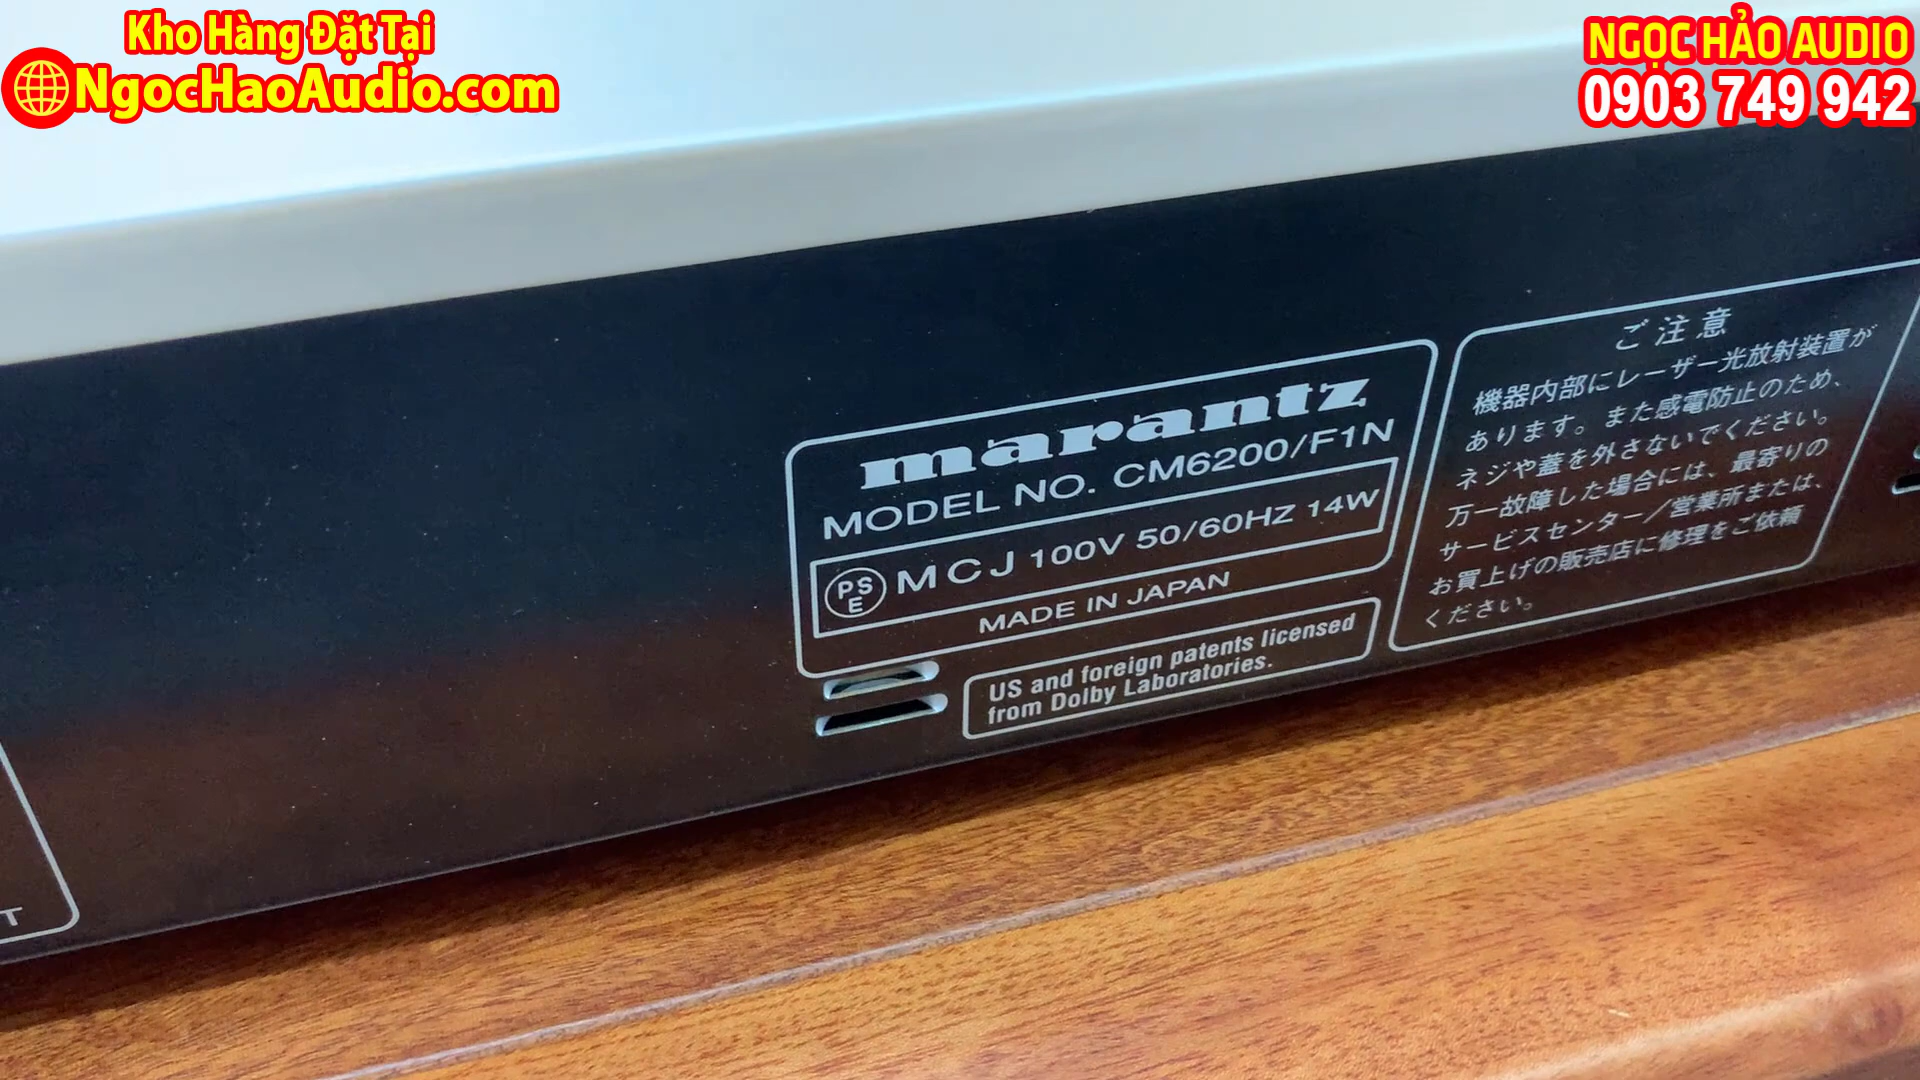 Kho Hàng Đặt Tại
NgocHaoAudio.com
NGỌC HẢO AUDIO
0903 749 942
marantz
MODEL NO. CM6200/F1N
PSE MCJ 100V 50/60HZ 14W
MADE IN JAPAN
US and foreign patents licensed
from Dolby Laboratories.
ご注意
機器内部にレーザー光放射装置が
あります。また感電防止のため、
ネジや蓋を外さないでください。
万一故障した場合には、最寄りの
サービスセンター／営業所または、
お買上げの販売店に修理をご依頼
ください。
T